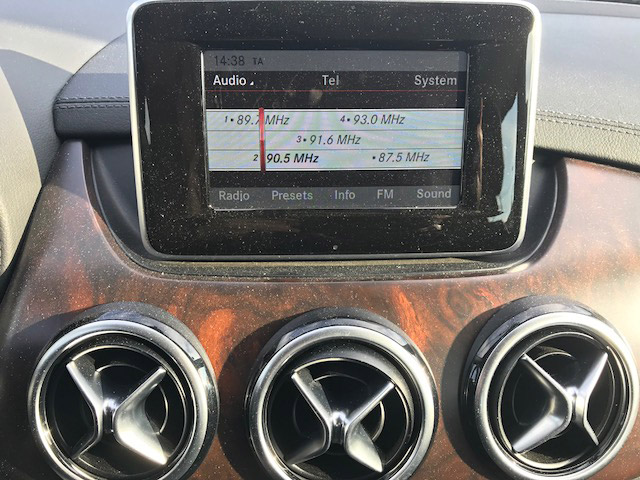 14:38 TA
Audio Tel System
1• 89.7 MHz 4• 93.0 MHz
3• 91.6 MHz
2 90.5 MHz • 87.5 MHz
Radio Presets Info FM Sound